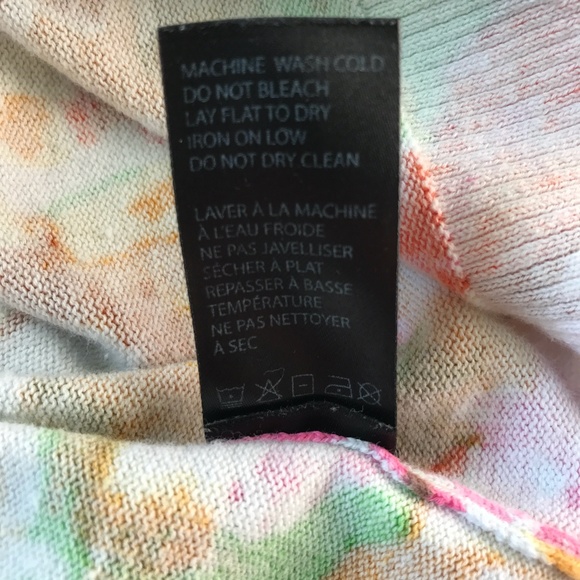 MACHINE WASH COLD
DO NOT BLEACH
LAY FLAT TO DRY
IRON ON LOW
DO NOT DRY CLEAN
LAVER À LA MACHINE
À L'EAU FROIDE
NE PAS JAVELLISER
SÉCHER À PLAT
REPASSER À BASSE
TEMPÉRATURE
NE PAS NETTOYER
À SEC